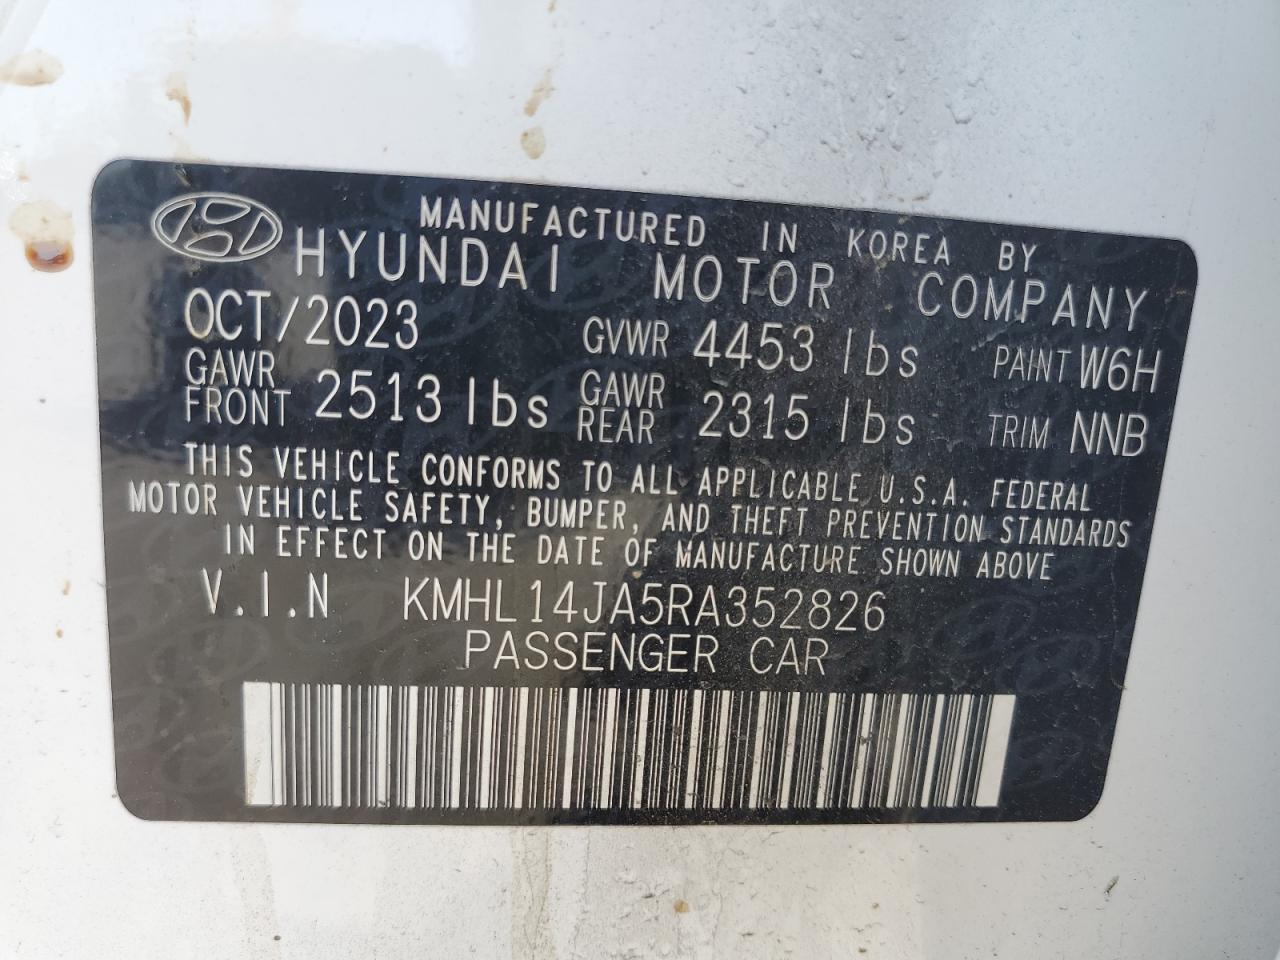 MANUFACTURED IN KOREA BY
HYUNDAI MOTOR COMPANY
OCT/2023 GVWR 4453 lbs PAINT W6H
GAWR FRONT 2513 lbs GAWR REAR 2315 lbs TRIM NNB
THIS VEHICLE CONFORMS TO ALL APPLICABLE U.S.A. FEDERAL
MOTOR VEHICLE SAFETY, BUMPER, AND THEFT PREVENTION STANDARDS
IN EFFECT ON THE DATE OF MANUFACTURE SHOWN ABOVE
V.I.N KMHL14JA5RA352826
PASSENGER CAR
NN